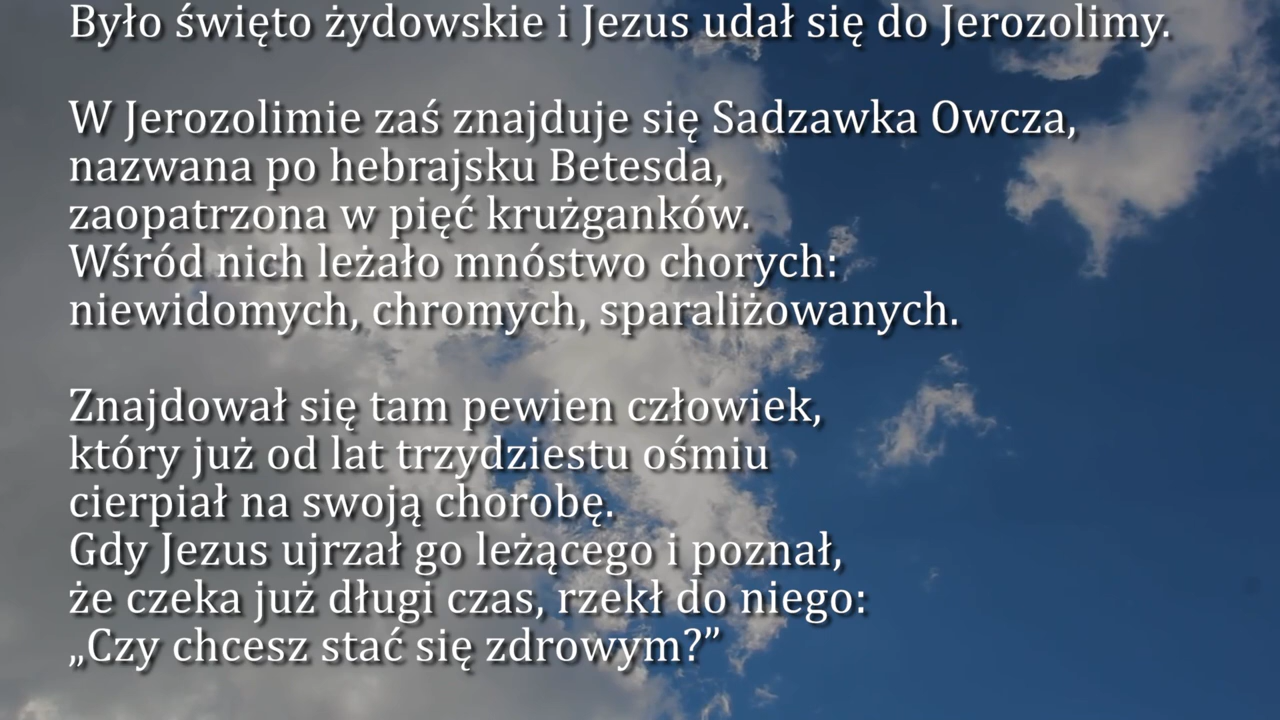 Było święto żydowskie i Jezus udał się do Jerozolimy.
W Jerozolimie zaś znajduje się Sadzawka Owcza,
nazwana po hebrajsku Betesda,
zaopatrzona w pięć krużganków.
Wśród nich leżało mnóstwo chorych:
niewidomych, chromych, sparaliżowanych.
Znajdował się tam pewien człowiek,
który już od lat trzydziestu ośmiu
cierpiał na swoją chorobę.
Gdy Jezus ujrzał go leżącego i poznał,
że czeka już długi czas, rzekł do niego:
„Czy chcesz stać się zdrowym?”